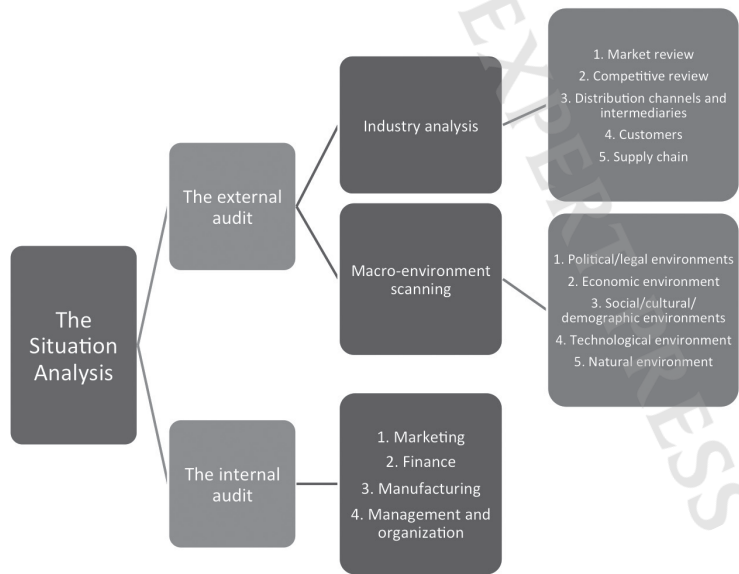 The
Situation
Analysis
The external
audit
Industry analysis
1. Market review
2. Competitive review
3. Distribution channels and
intermediaries
4. Customers
5. Supply chain
Macro-environment
scanning
1. Political/legal environments
2. Economic environment
3. Social/cultural/
demographic environments
4. Technological environment
5. Natural environment
The internal
audit
1. Marketing
2. Finance
3. Manufacturing
4. Management and
organization
EXPERT PRESS